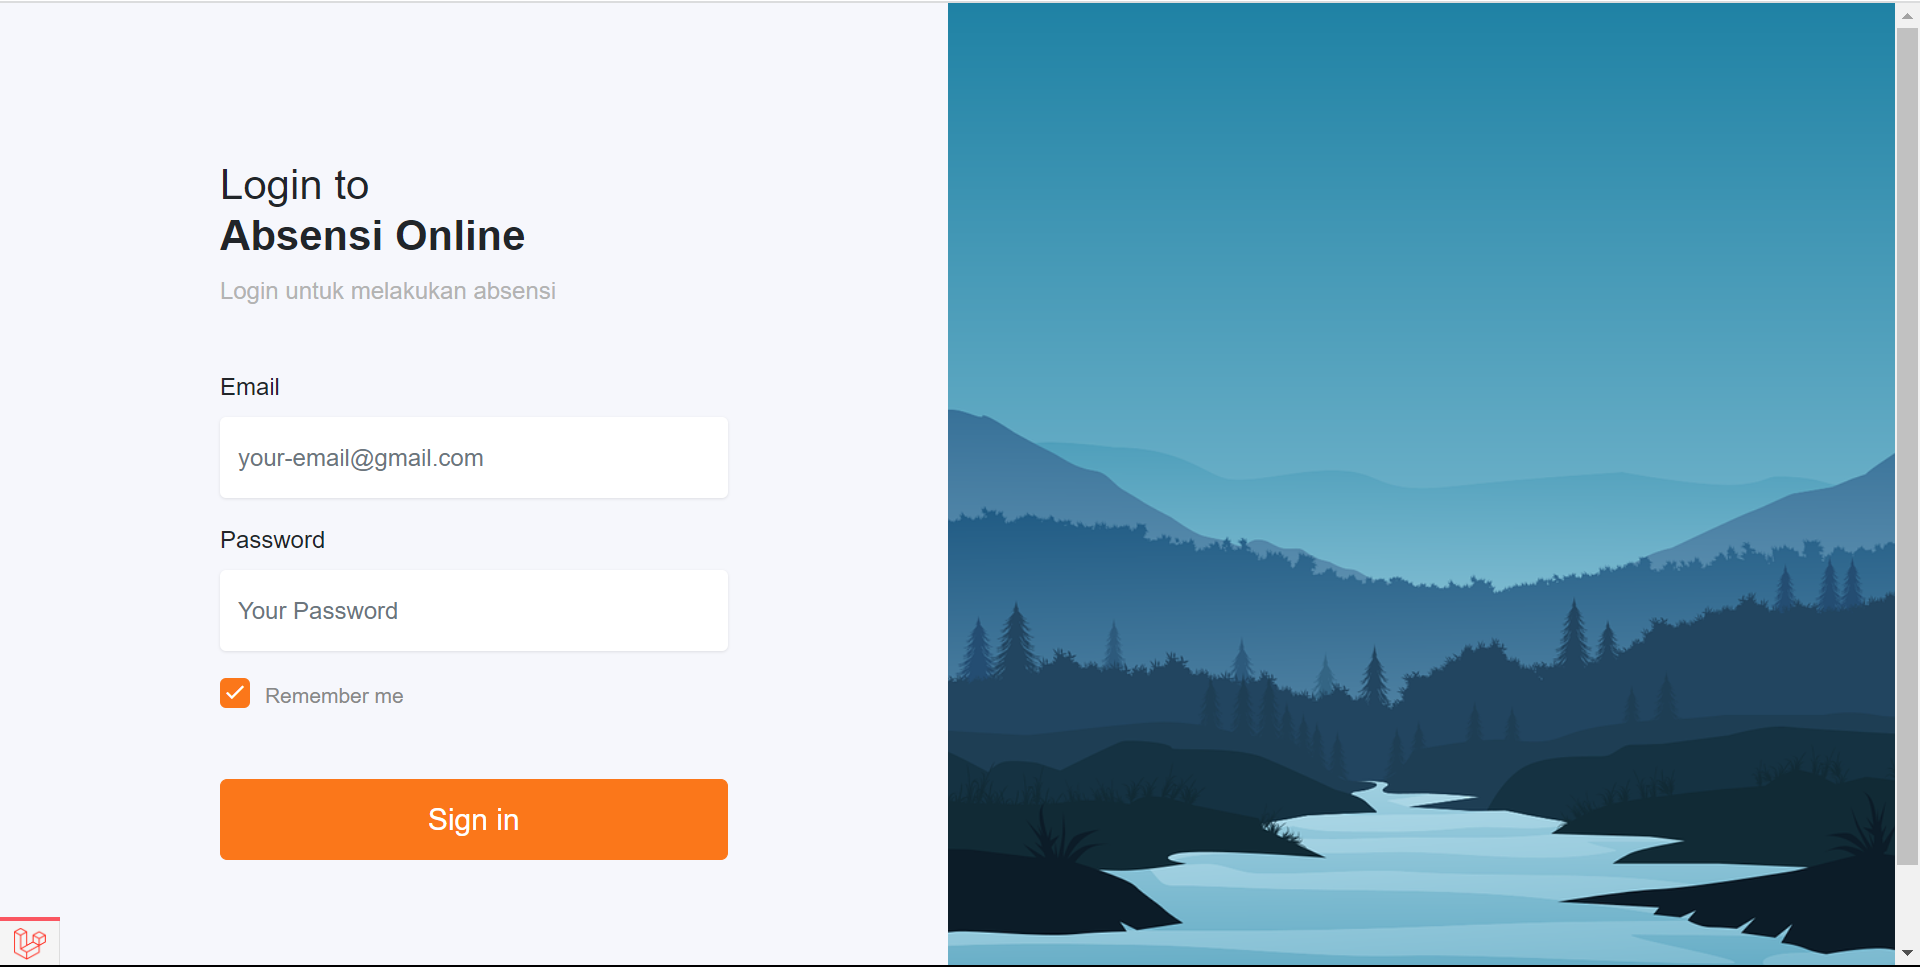 Login to
Absensi Online
Login untuk melakukan absensi
Email
your-email@gmail.com
Password
Your Password
Remember me
Sign in